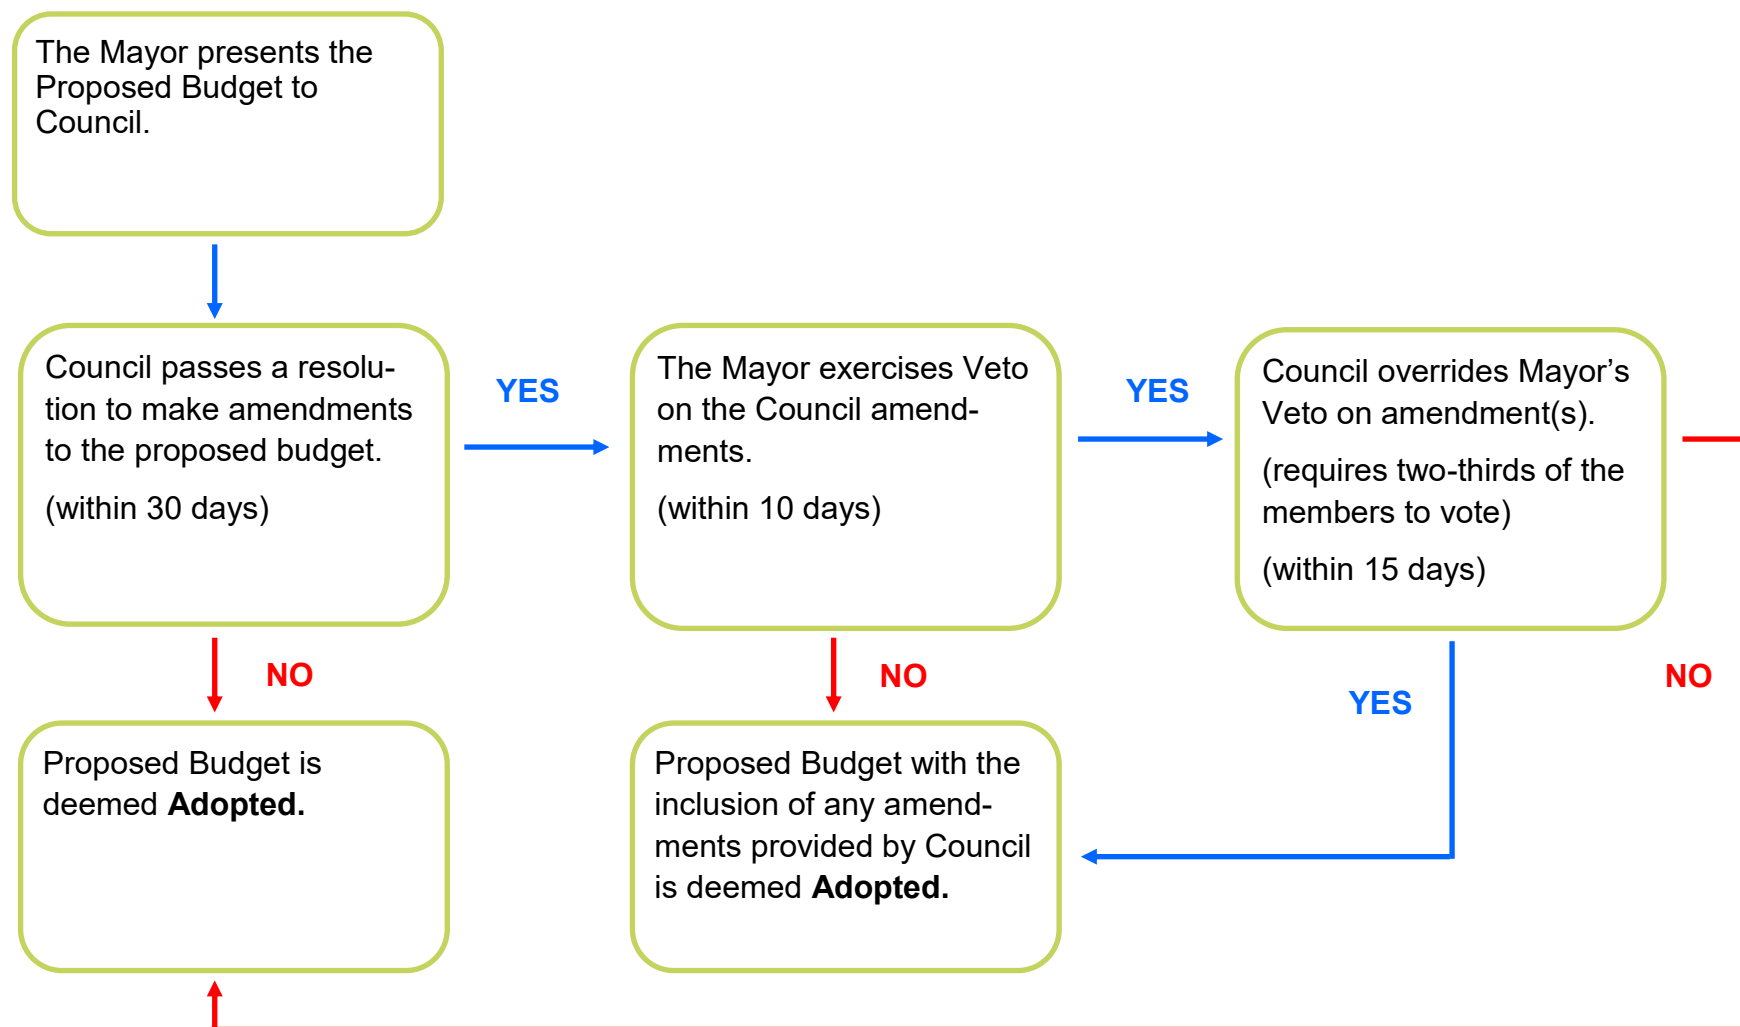 The Mayor presents the
Proposed Budget to
Council.
Council passes a resolu-
tion to make amendments
to the proposed budget.
(within 30 days)
YES
The Mayor exercises Veto
on the Council amend-
ments.
(within 10 days)
YES
Council overrides Mayor’s
Veto on amendment(s).
(requires two-thirds of the
members to vote)
(within 15 days)
NO
NO
YES
NO
Proposed Budget is
deemed Adopted.
Proposed Budget with the
inclusion of any amend-
ments provided by Council
is deemed Adopted.